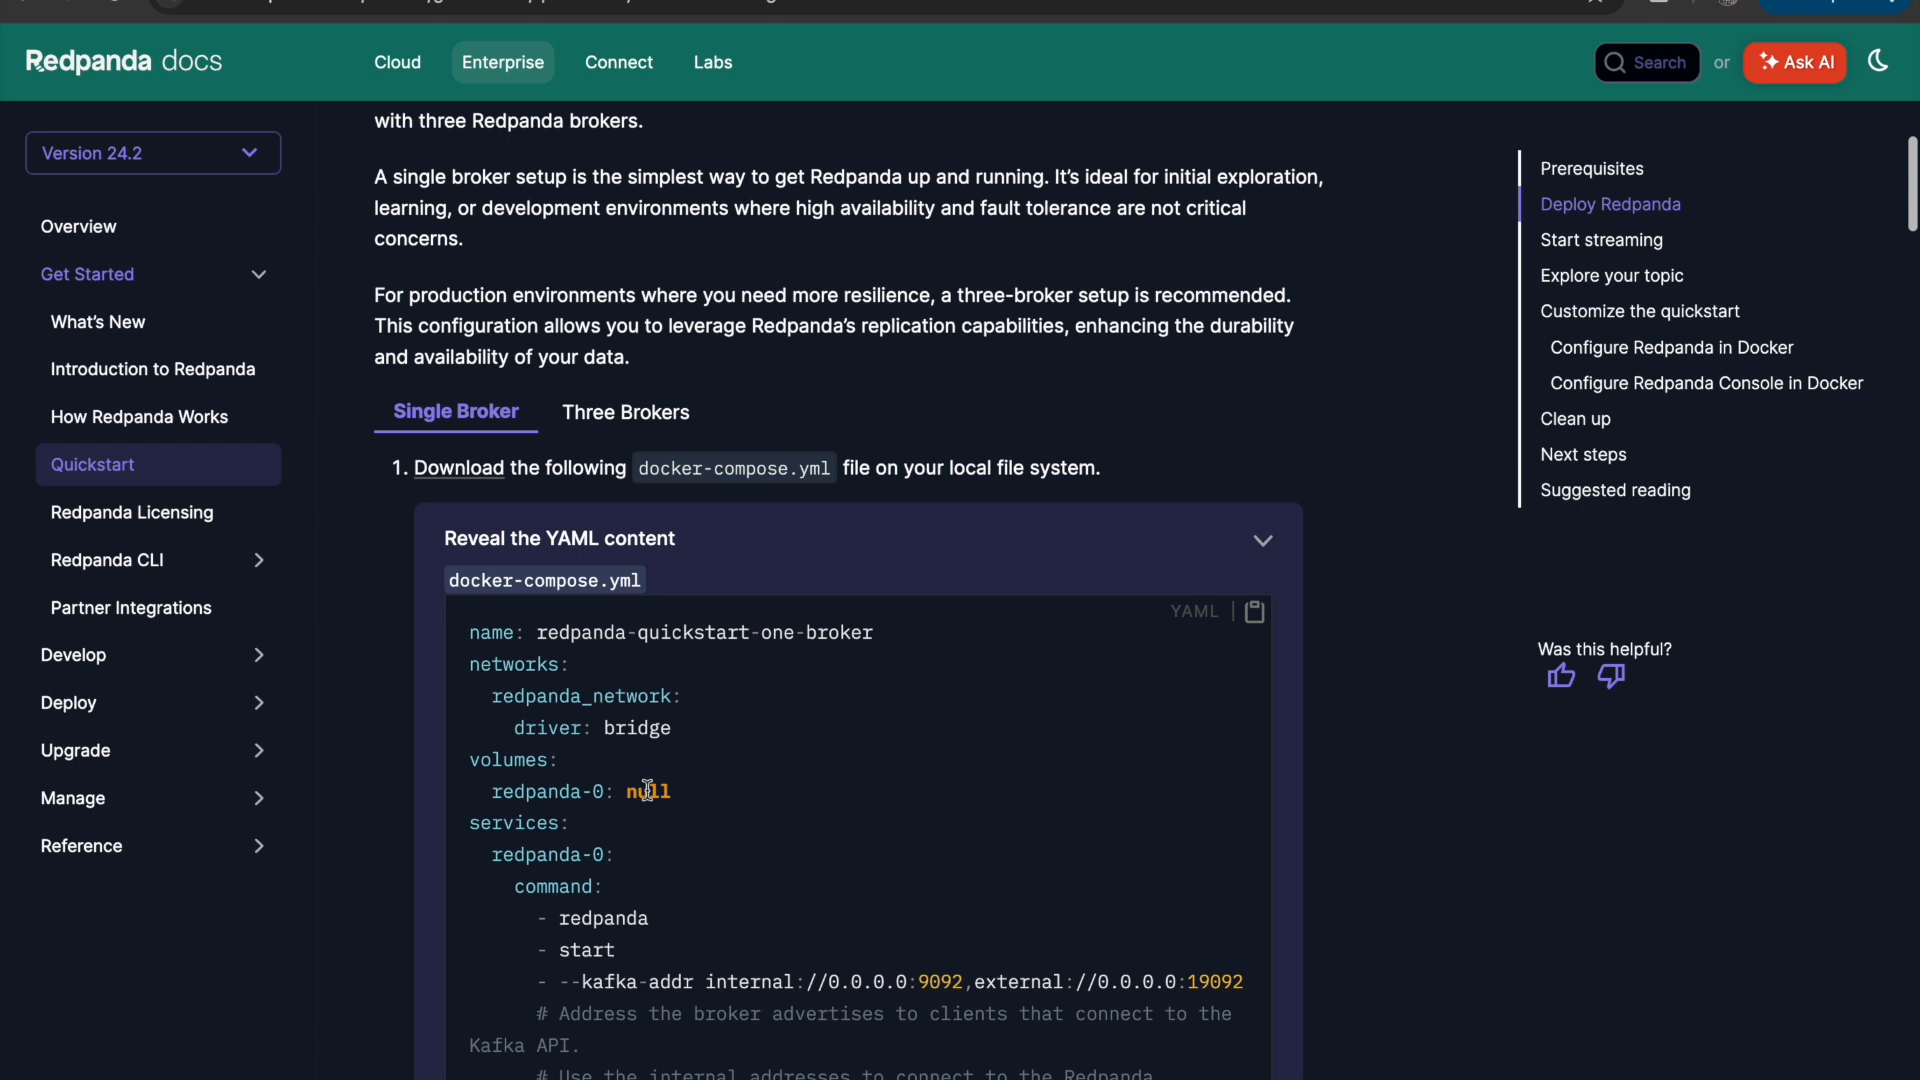 Redpanda docs
Cloud
Enterprise
Connect
Labs
Search
or
Ask AI
Version 24.2
Overview
Get Started
What's New
Introduction to Redpanda
How Redpanda Works
Quickstart
Redpanda Licensing
Redpanda CLI
Partner Integrations
Develop
Deploy
Upgrade
Manage
Reference
with three Redpanda brokers.
A single broker setup is the simplest way to get Redpanda up and running. It's ideal for initial exploration,
learning, or development environments where high availability and fault tolerance are not critical
concerns.
For production environments where you need more resilience, a three-broker setup is recommended.
This configuration allows you to leverage Redpanda's replication capabilities, enhancing the durability
and availability of your data.
Single Broker
Three Brokers
1. Download the following docker-compose.yml file on your local file system.
Reveal the YAML content
docker-compose.yml
YAML
name: redpanda-quickstart-one-broker
networks:
redpanda_network:
driver: bridge
volumes:
redpanda-0: null
services:
redpanda-0:
command:
- redpanda
- start
- --kafka-addr internal://0.0.0.0:9092,external://0.0.0.0:19092
# Address the broker advertises to clients that connect to the
Kafka API.
# Use the internal addresses to connect to the Redpanda
Prerequisites
Deploy Redpanda
Start streaming
Explore your topic
Customize the quickstart
Configure Redpanda in Docker
Configure Redpanda Console in Docker
Clean up
Next steps
Suggested reading
Was this helpful?